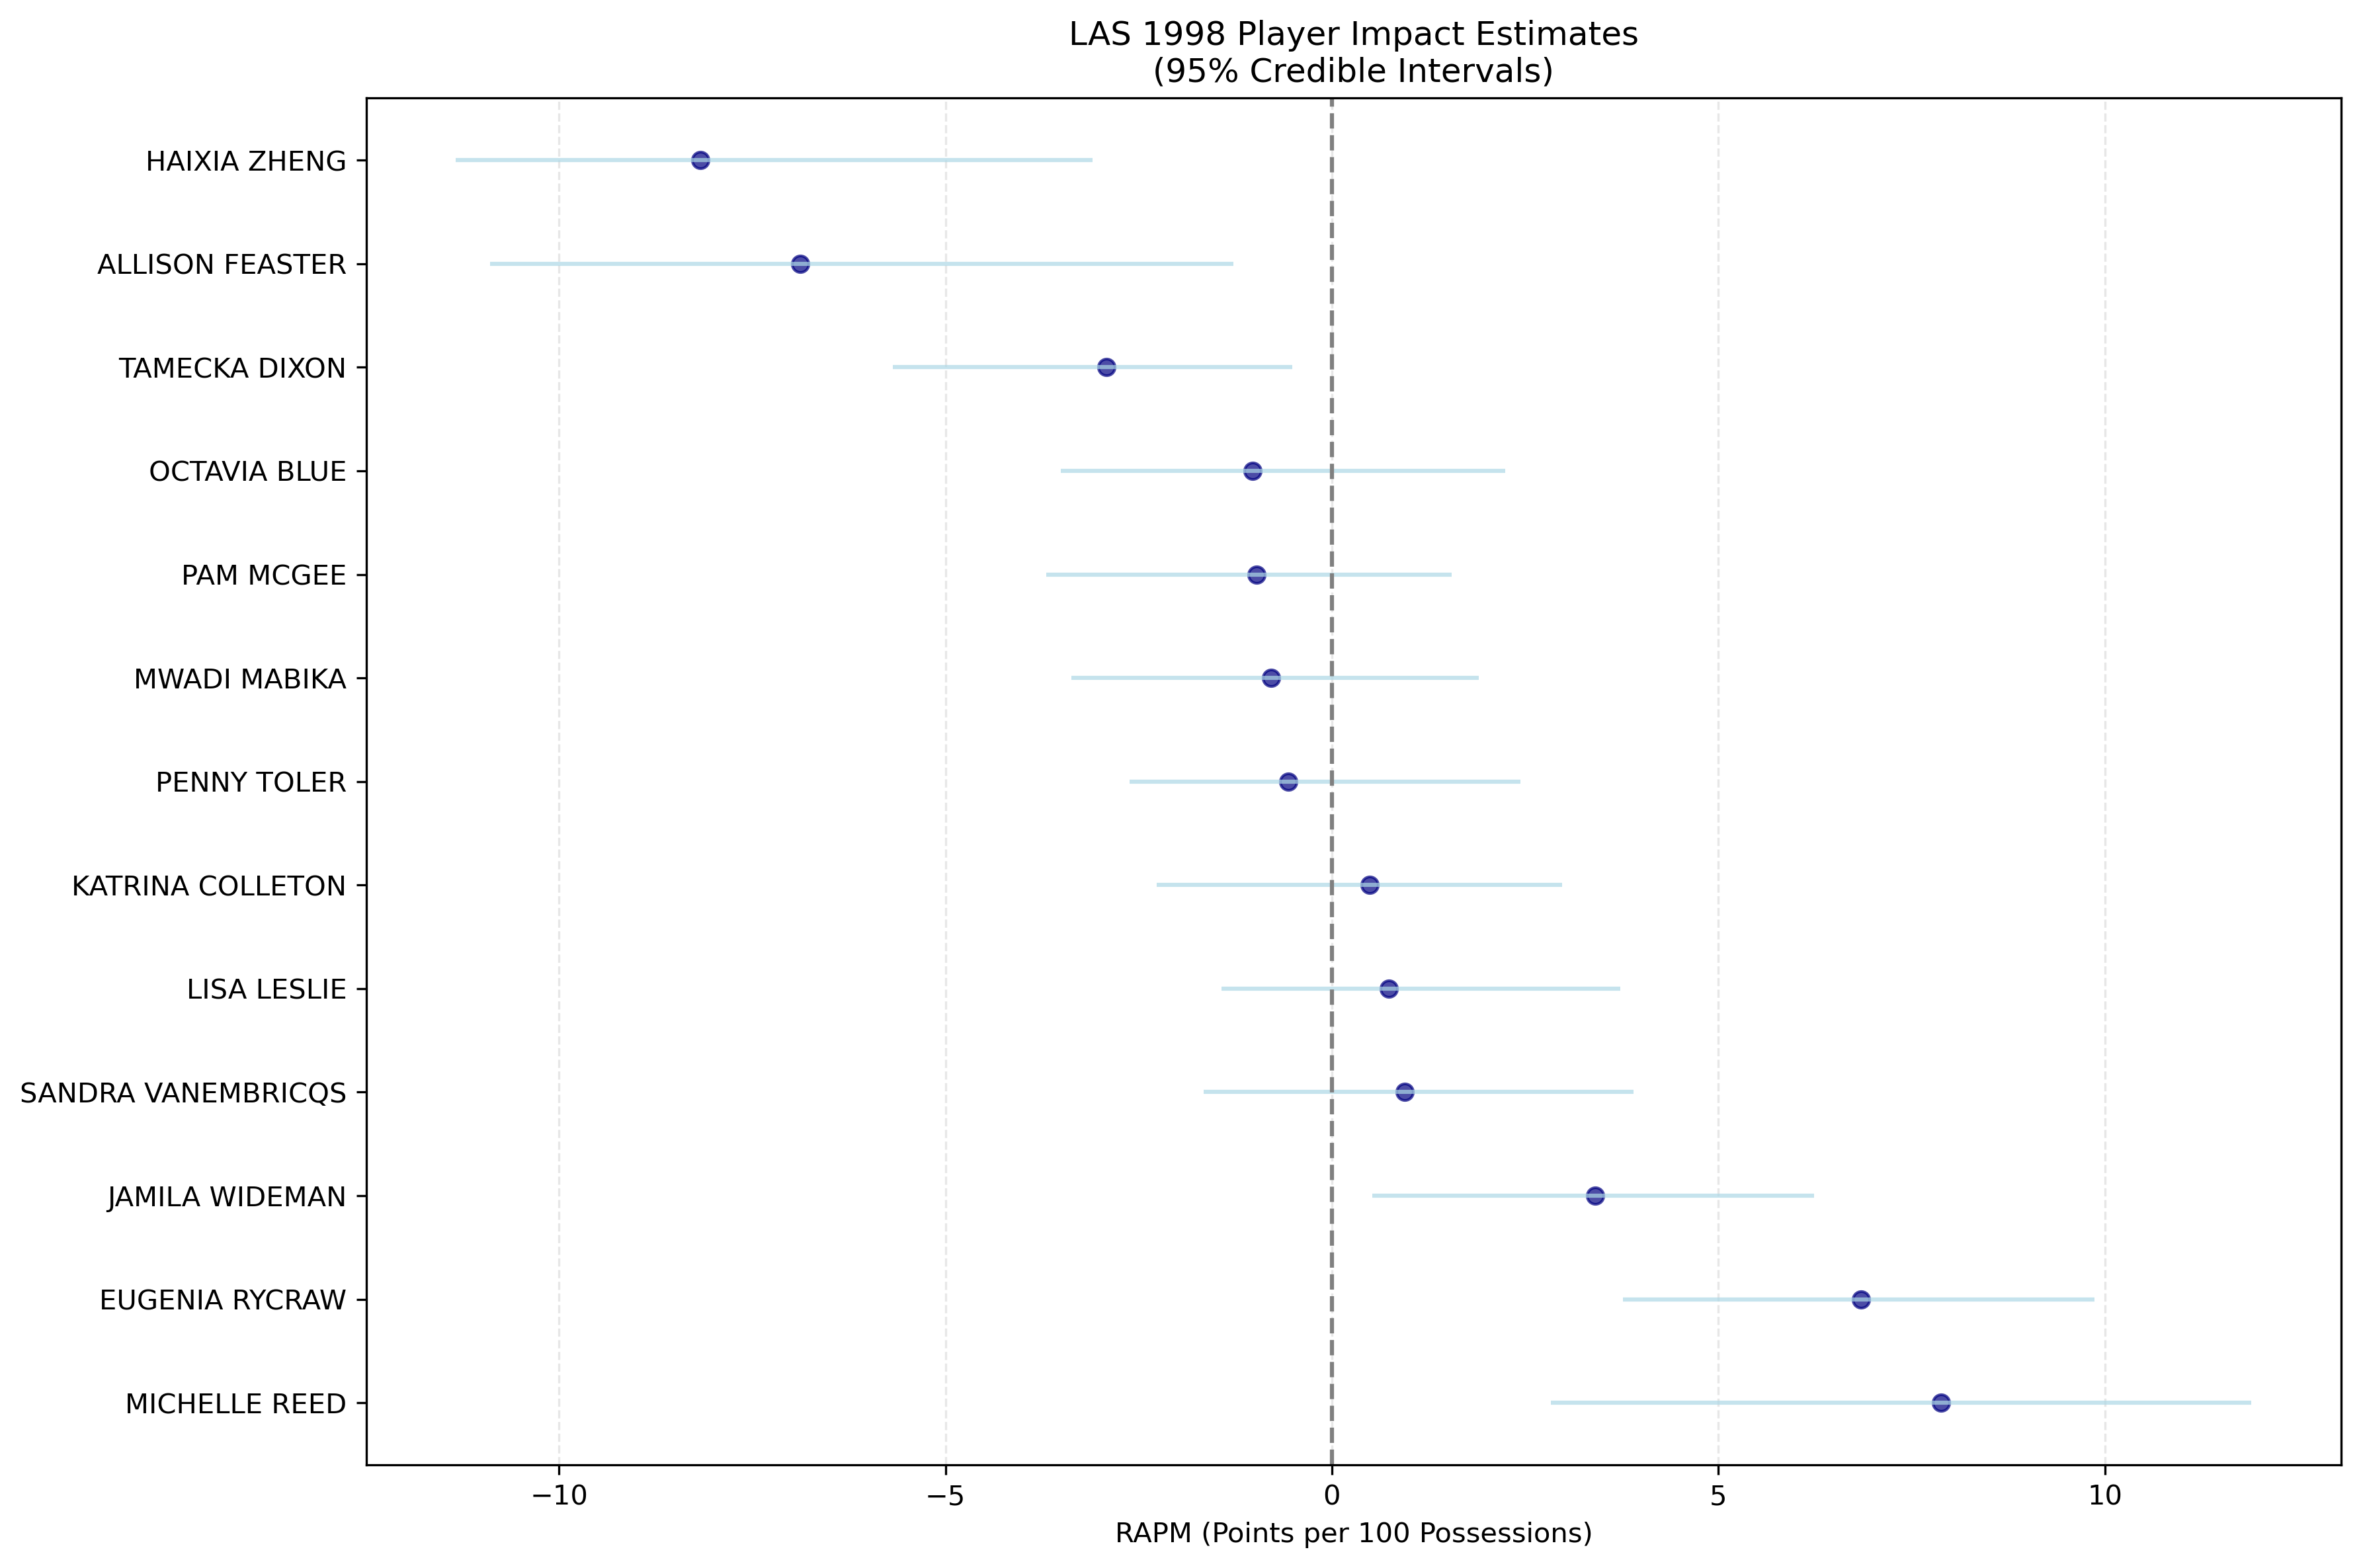 LAS 1998 Player Impact Estimates
(95% Credible Intervals)
HAIXIA ZHENG
ALLISON FEASTER
TAMECKA DIXON
OCTAVIA BLUE
PAM MCGEE
MWADI MABIKA
PENNY TOLER
KATRINA COLLETON
LISA LESLIE
SANDRA VANEMBRICQS
JAMILA WIDEMAN
EUGENIA RYCRAW
MICHELLE REED
−10 −5 0 5 10
RAPM (Points per 100 Possessions)